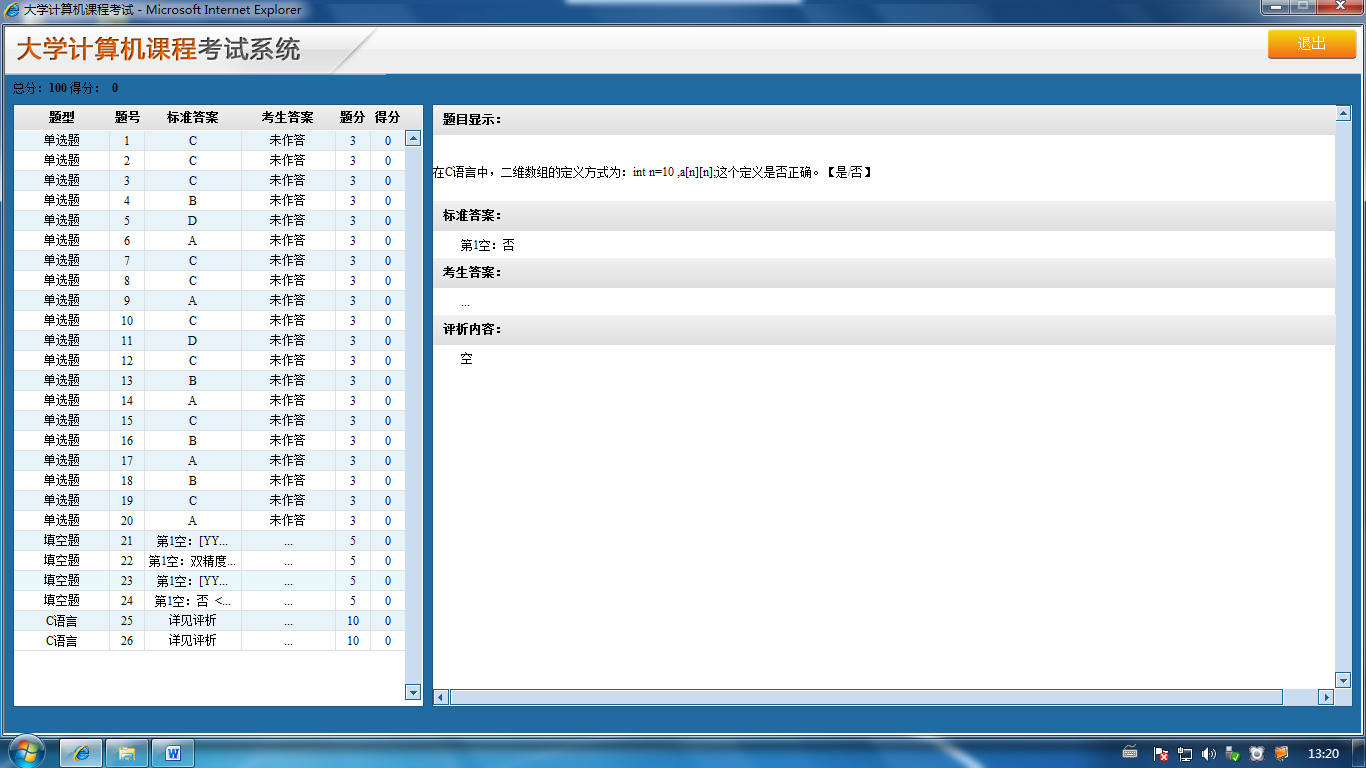 大学计算机课程考试 - Microsoft Internet Explorer
大学计算机课程考试系统
退出
总分：100 得分： 0
题型 题号 标准答案 考生答案 题分 得分
单选题 1 C 未作答 3 0
单选题 2 C 未作答 3 0
单选题 3 C 未作答 3 0
单选题 4 B 未作答 3 0
单选题 5 D 未作答 3 0
单选题 6 A 未作答 3 0
单选题 7 C 未作答 3 0
单选题 8 C 未作答 3 0
单选题 9 A 未作答 3 0
单选题 10 C 未作答 3 0
单选题 11 D 未作答 3 0
单选题 12 C 未作答 3 0
单选题 13 B 未作答 3 0
单选题 14 A 未作答 3 0
单选题 15 C 未作答 3 0
单选题 16 B 未作答 3 0
单选题 17 A 未作答 3 0
单选题 18 B 未作答 3 0
单选题 19 C 未作答 3 0
单选题 20 A 未作答 3 0
填空题 21 第1空：[YY... ... 5 0
填空题 22 第1空：双精度... ... 5 0
填空题 23 第1空：[YY... ... 5 0
填空题 24 第1空：否 <... ... 5 0
C语言 25 详见评析 ... 10 0
C语言 26 详见评析 ... 10 0
题目显示：
在C语言中，二维数组的定义方式为：int n=10 ,a[n][n];这个定义是否正确。【是/否】
标准答案：
第1空：否
考生答案：
...
评析内容：
空
13:20